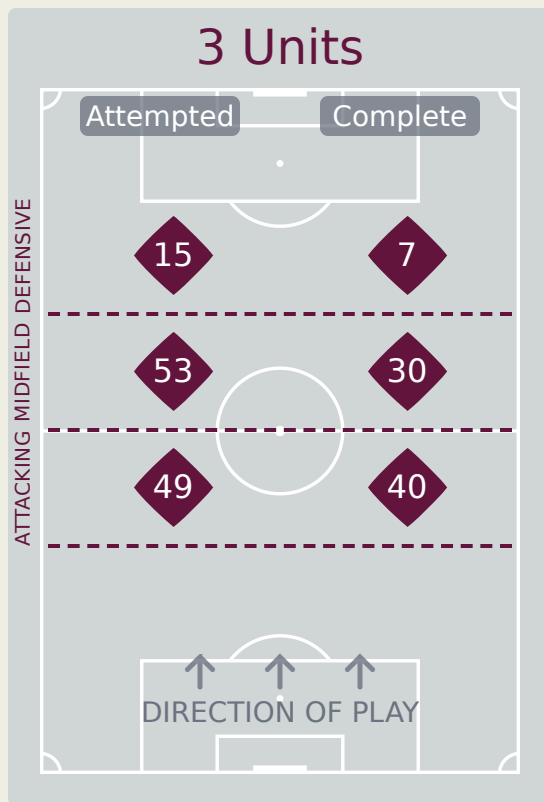 3 Units
Attempted Complete
15 7
53 30
49 40
ATTACKING MIDFIELD DEFENSIVE
DIRECTION OF PLAY